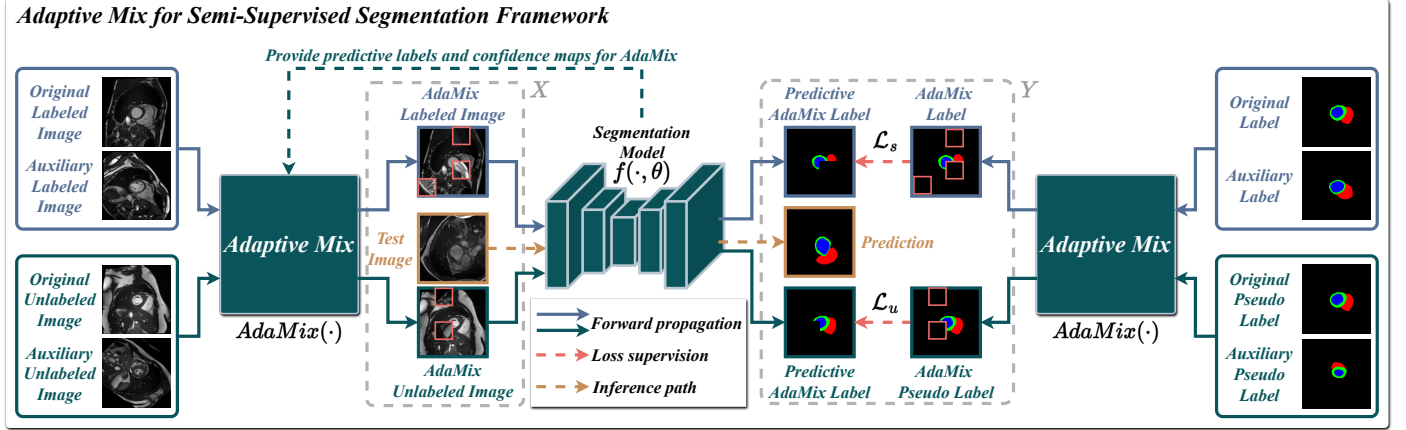 Adaptive Mix for Semi-Supervised Segmentation Framework
Provide predictive labels and confidence maps for AdaMix
Original
Labeled
Image
Auxiliary
Labeled
Image
Original
Unlabeled
Image
Auxiliary
Unlabeled
Image
Adaptive Mix
AdaMix(·)
X
AdaMix
Labeled Image
Test
Image
AdaMix
Unlabeled Image
Segmentation
Model
f(·, θ)
Forward propagation
Loss supervision
Inference path
Y
Predictive
AdaMix Label
AdaMix
Label
ℒs
Prediction
ℒu
Predictive
AdaMix Label
AdaMix
Pseudo Label
Adaptive Mix
AdaMix(·)
Original
Label
Auxiliary
Label
Original
Pseudo
Label
Auxiliary
Pseudo
Label